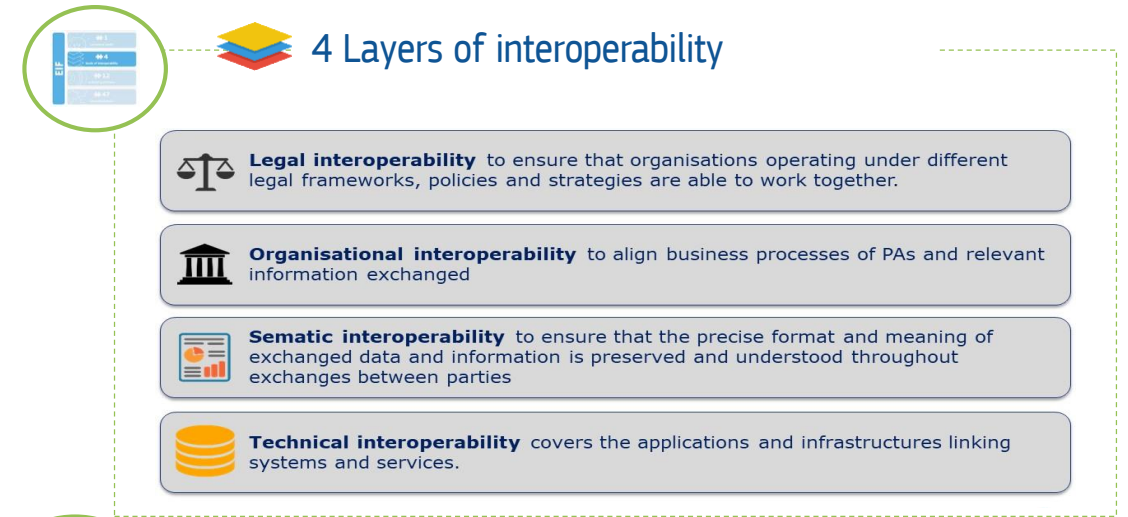 4 Layers of interoperability
EIF
Legal interoperability to ensure that organisations operating under different
legal frameworks, policies and strategies are able to work together.
Organisational interoperability to align business processes of PAs and relevant
information exchanged
Sematic interoperability to ensure that the precise format and meaning of
exchanged data and information is preserved and understood throughout
exchanges between parties
Technical interoperability covers the applications and infrastructures linking
systems and services.